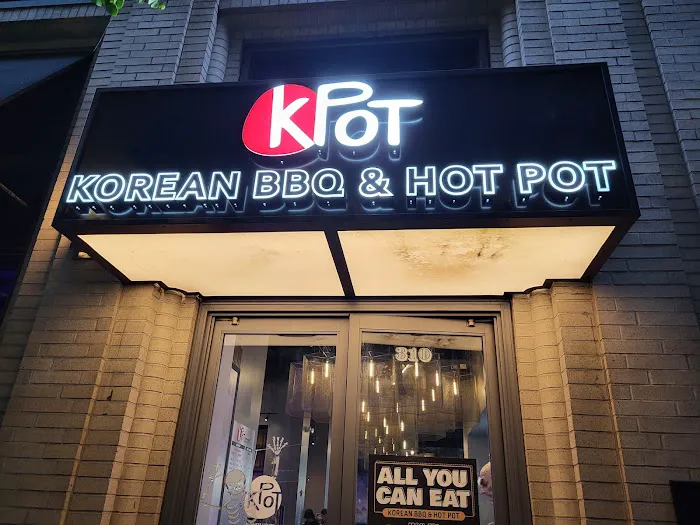 KPOT
KOREAN BBQ & HOT POT
310
KPOT
ALL YOU
CAN EAT
KOREAN BBQ & HOT POT